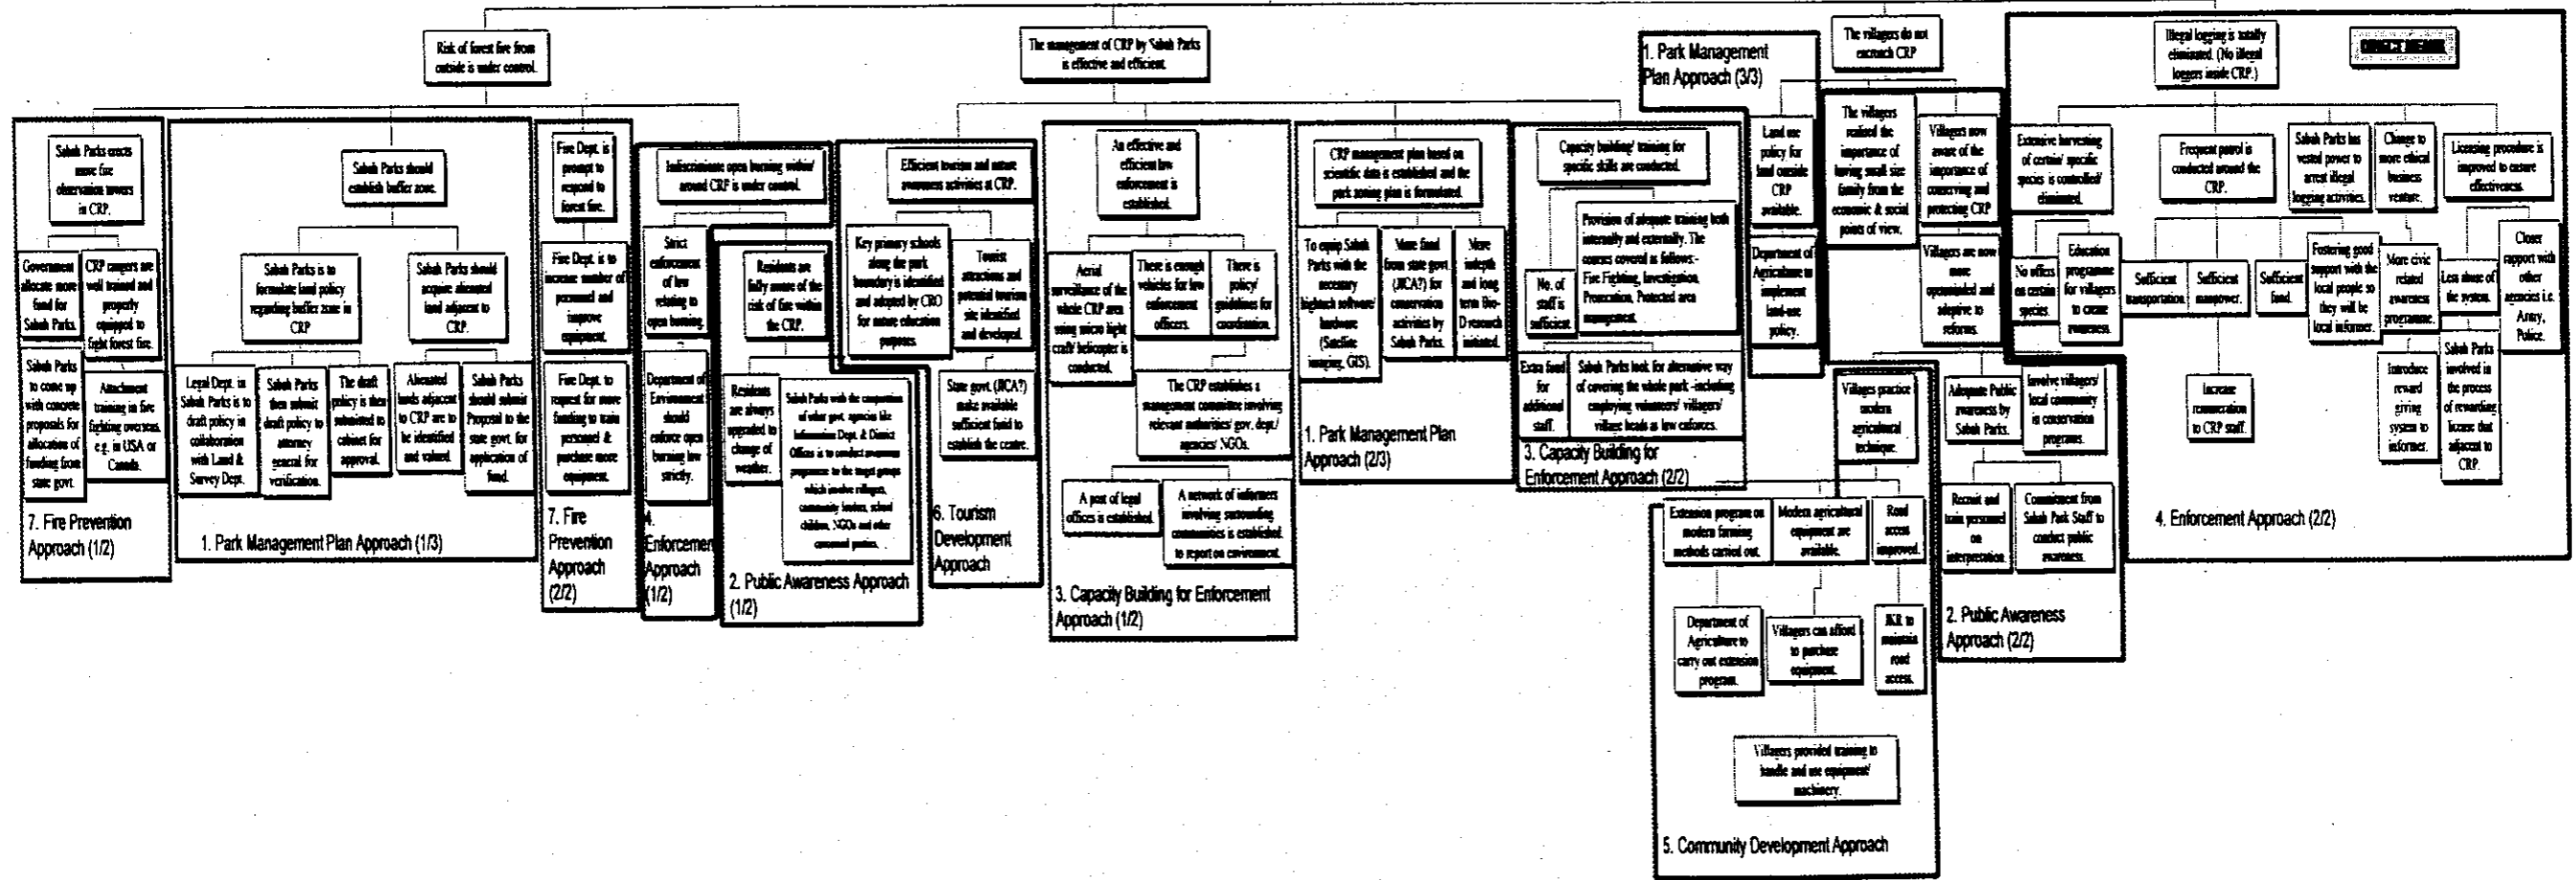 Risk of forest fire from
outside is under control.
The management of CRP by Sabah Parks
is effective and efficient.
The villagers do not
encroach CRP
Illegal logging is totally
eliminated. (No illegal
loggers inside CRP.)
DIRECT MEANS
1. Park Management
Plan Approach (3/3)
Sabah Parks erects
more fire
observation towers
in CRP.
Government
allocate more
fund for
Sabah Parks.
CRP rangers are
well trained and
properly
equipped to
fight forest fire.
Sabah Parks
to come up
with concrete
proposals for
allocation of
funding from
state govt.
Attachment
training in fire
fighting overseas,
e.g. in USA or
Canada.
7. Fire Prevention
Approach (1/2)
Sabah Parks should
establish buffer zone.
Sabah Parks is to
formulate land policy
regarding buffer zone in
CRP
Sabah Parks should
acquire alienated
land adjacent to
CRP.
Legal Dept. in
Sabah Parks is to
draft policy in
collaboration
with Land &
Survey Dept.
Sabah Parks
then submit
draft policy to
attorney
general for
verification.
The draft
policy is then
submitted to
cabinet for
approval.
Alienated
lands adjacent
to CRP are to
be identified
and valued.
Sabah Parks
should submit
Proposal to the
state govt. for
application of
fund.
1. Park Management Plan Approach (1/3)
Fire Dept. is
prompt to
respond to
forest fire.
Fire Dept. is to
increase number of
personnel and
improve
equipment.
Fire Dept. to
request for more
funding to train
personnel &
purchase more
equipment.
7. Fire
Prevention
Approach
(2/2)
Indiscriminate open burning within/
around CRP is under control.
Strict
enforcement
of law
relating to
open burning.
Department of
Environment
should
enforce open
burning law
strictly.
4.
Enforcement
Approach
(1/2)
Residents are
fully aware of the
risk of fire within
the CRP.
Residents
are always
upgraded to
change of
weather.
Sabah Parks with the cooperation
of other govt. agencies like
Information Dept. & District
Offices is to conduct awareness
programme to the target groups
which involve villagers,
community leaders, school
children, NGOs and other
concerned parties.
2. Public Awareness Approach
(1/2)
Efficient tourism and nature
awareness activities at CRP.
Key primary schools
along the park
boundary is identified
and adopted by CRO
for nature education
purposes.
Tourist
attractions and
potential tourism
site identified
and developed.
State govt. (JICA?)
make available
sufficient fund to
establish the centre.
6. Tourism
Development
Approach
An effective and
efficient law
enforcement is
established.
Aerial
surveillance of the
whole CRP area
using micro light
craft/ helicopter is
conducted.
There is enough
vehicles for law
enforcement
officers.
There is
policy/
guidelines for
coordination.
The CRP establishes a
management committee involving
relevant authorities/ gov. dept./
agencies/ NGOs.
A post of legal
offices is established.
A network of informers
involving surrounding
communities is established
to report on environment.
3. Capacity Building for Enforcement
Approach (1/2)
CRP management plan based on
scientific data is established and the
park zoning plan is formulated.
To equip Sabah
Parks with the
necessary
hightech software/
hardware
(Satellite
imaging, GIS).
More fund
from state govt.
(JICA?) for
conservation
activities by
Sabah Parks.
More
indepth
and long
term Bio-
D research
initiated.
1. Park Management Plan
Approach (2/3)
Capacity building/ training for
specific skills are conducted.
No. of
staff is
sufficient.
Provision of adequate training both
internally and externally. The
courses covered is as follows:-
Fire Fighting, Investigation,
Prosecution, Protected area
management.
Extra fund
for
additional
staff.
Sabah Parks look for alternative way
of covering the whole park -including
employing volunteers/ villagers/
village heads as law enforces.
3. Capacity Building for
Enforcement Approach (2/2)
Land use
policy for
land outside
CRP
available.
Department of
Agriculture to
implement
land-use
policy.
The villagers
realised the
importance of
having small size
family from the
economic & social
points of view.
Villagers now
aware of the
importance of
conserving and
protecting CRP
Villagers are now
more
openminded and
adaptive to
reforms.
Villages practice
modern
agricultural
technique.
Extension program on
modern farming
methods carried out.
Modern agricultural
equipment are
available.
Road
access
improved.
Department of
Agriculture to
carry out extension
program.
Villagers can afford
to purchase
equipment.
JKR to
maintain
road
access.
Villagers provided training to
handle and use equipment/
machinery.
5. Community Development Approach
Adequate Public
awareness by
Sabah Parks.
Involve villagers/
local community
in conservation
programs.
Recruit and
train personnel
on
interpretation.
Commitment from
Sabah Park Staff to
conduct public
awareness.
2. Public Awareness
Approach (2/2)
Extensive harvesting
of certain/ specific
species is controlled/
eliminated.
No offers
on certain
species.
Education
programme
for villagers
to create
awareness.
Frequent patrol is
conducted around the
CRP.
Sufficient
transportation.
Sufficient
manpower.
Sufficient
fund.
Fostering good
support with the
local people so
they will be
local informer.
Increase
remuneration
to CRP staff.
Sabah Parks has
vested power to
arrest illegal
logging activities.
Change to
more ethical
business
venture.
More civic
related
awareness
programme.
Introduce
reward
giving
system to
informer.
Licensing procedure is
improved to ensure
effectiveness.
Less abuse of
the system.
Closer
rapport with
other
agencies i.e.
Army,
Police.
Sabah Parks
involved in
the process
of rewarding
license that
adjacent to
CRP.
4. Enforcement Approach (2/2)